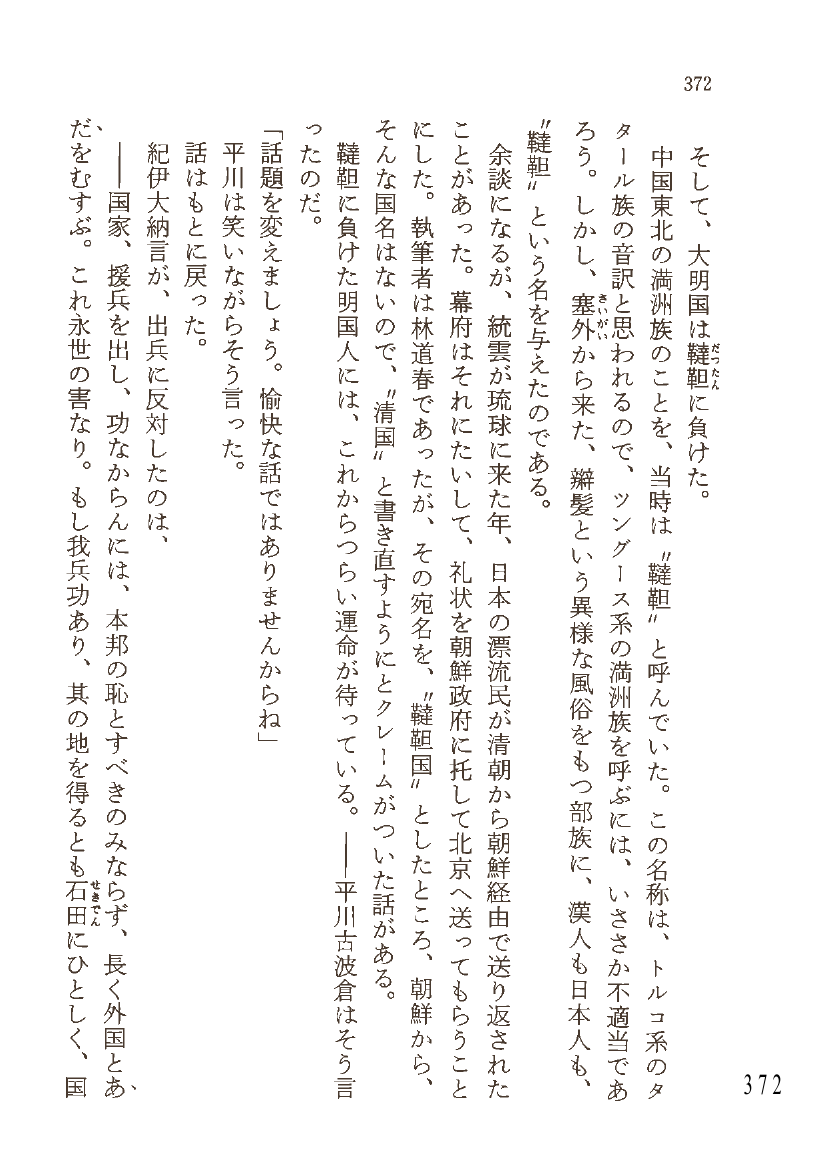 372
そして、大明国は韃靼に負けた。
中国東北の満洲族のことを、当時は〝韃靼〟と呼んでいた。この名称は、トルコ系のタ
タール族の音訳と思われるので、ツングース系の満洲族を呼ぶには、いささか不適当であ
ろう。しかし、塞外から来た、辮髪という異様な風俗をもつ部族に、漢人も日本人も、
〝韃靼〟という名を与えたのである。
余談になるが、統雲が琉球に来た年、日本の漂流民が清朝から朝鮮経由で送り返された
ことがあった。幕府はそれにたいして、礼状を朝鮮政府に托して北京へ送ってもらうこと
にした。執筆者は林道春であったが、その宛名を、〝韃靼国〟としたところ、朝鮮から、
そんな国名はないので、〝清国〟と書き直すようにとクレームがついた話がある。
韃靼に負けた明国人には、これからつらい運命が待っている。――平川古波倉はそう言
ったのだ。
「話題を変えましょう。愉快な話ではありませんからね」
平川は笑いながらそう言った。
話はもとに戻った。
紀伊大納言が、出兵に反対したのは、
――国家、援兵を出し、功なからんには、本邦の恥とすべきのみならず、長く外国とあ
だをむすぶ。これ永世の害なり。もし我兵功あり、其の地を得るとも石田にひとしく、国
だったん
さいがい
せきでん
372